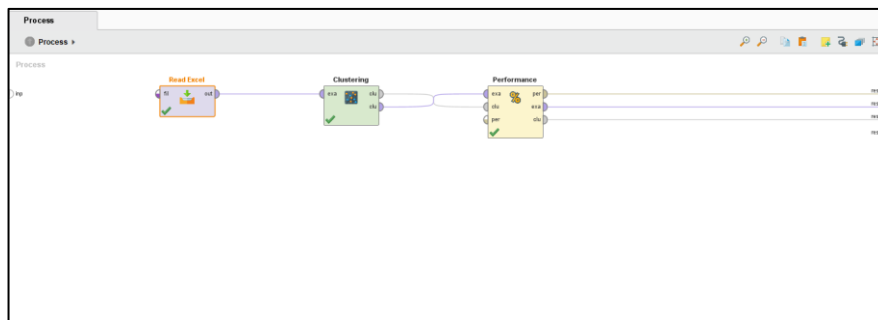 Process
Process
Process
Read Excel
Clustering
Performance
inp
fil
out
exa
clu
clu
exa
per
clu
exa
per
clu
res
res
res
res